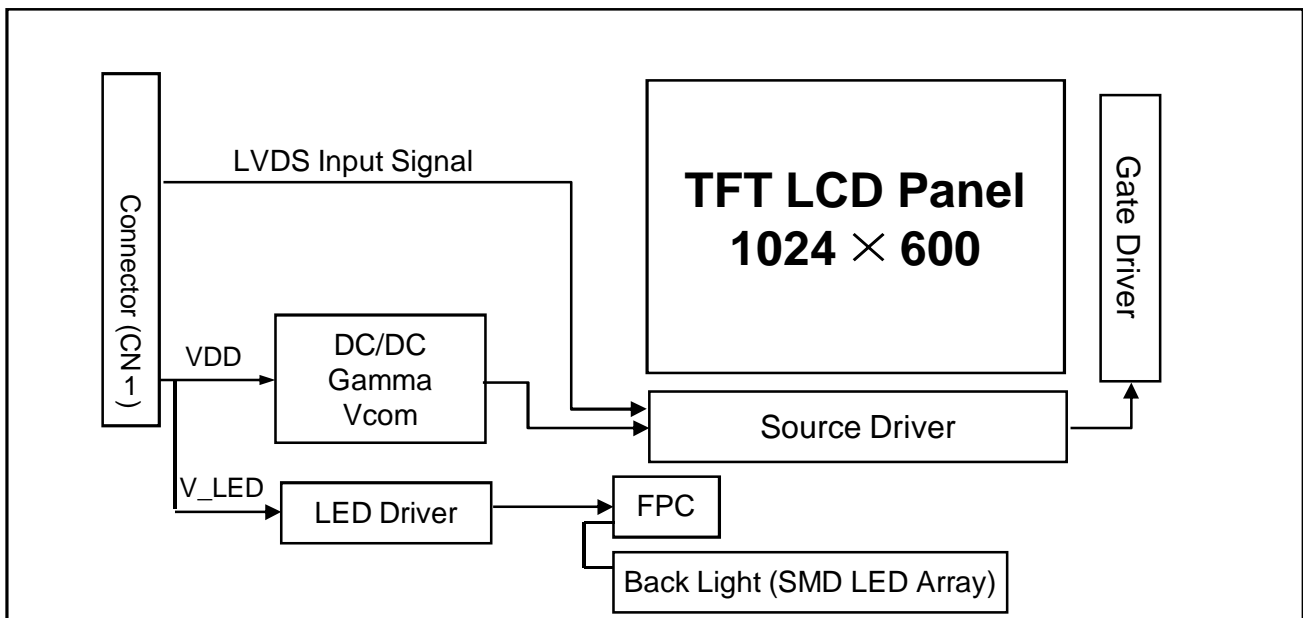 LVDS Input Signal
TFT LCD Panel
1024 × 600
Gate Driver
Connector (CN1)
VDD
DC/DC
Gamma
Vcom
Source Driver
V_LED
LED Driver
FPC
Back Light (SMD LED Array)